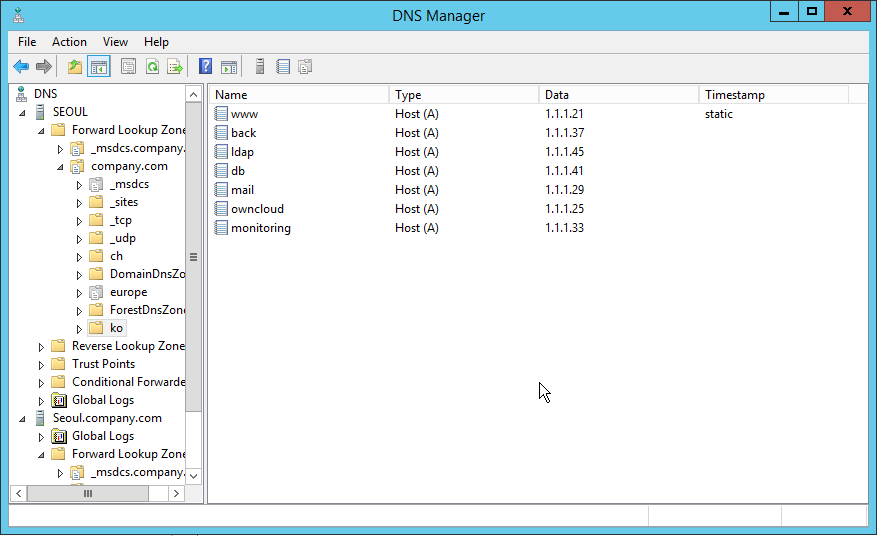 DNS Manager
File Action View Help
DNS
SEOUL
Forward Lookup Zone
_msdcs.company.
company.com
_msdcs
_sites
_tcp
_udp
ch
DomainDnsZo
europe
ForestDnsZone
ko
Reverse Lookup Zone
Trust Points
Conditional Forwarde
Global Logs
Seoul.company.com
Global Logs
Forward Lookup Zone
_msdcs.company.
Name Type Data Timestamp
www Host (A) 1.1.1.21 static
back Host (A) 1.1.1.37
ldap Host (A) 1.1.1.45
db Host (A) 1.1.1.41
mail Host (A) 1.1.1.29
owncloud Host (A) 1.1.1.25
monitoring Host (A) 1.1.1.33